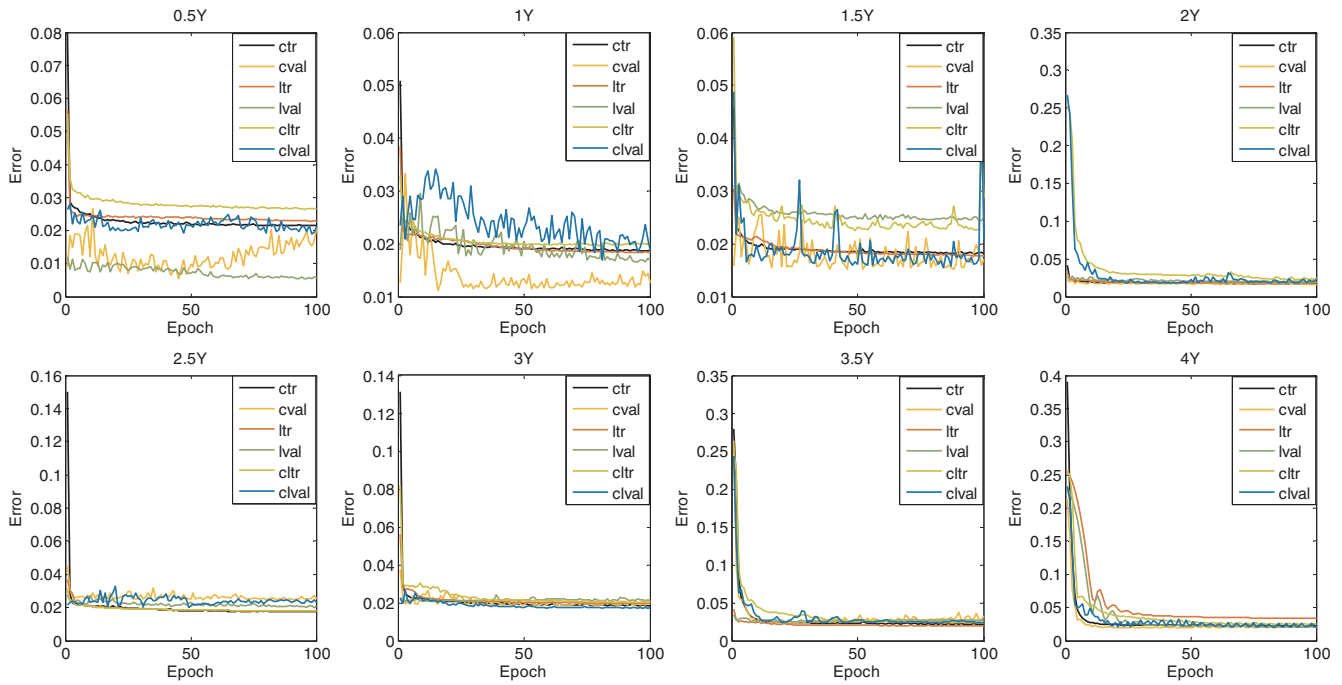 0.5Y
0.08
0.07
0.06
0.05
0.04
0.03
0.02
0.01
0
Error
0
50
100
Epoch
ctr
cval
ltr
lval
cltr
clval
1Y
0.06
0.05
0.04
0.03
0.02
0.01
Error
0
50
100
Epoch
ctr
cval
ltr
lval
cltr
clval
1.5Y
0.06
0.05
0.04
0.03
0.02
0.01
Error
0
50
100
Epoch
ctr
cval
ltr
lval
cltr
clval
2Y
0.35
0.3
0.25
0.2
0.15
0.1
0.05
0
Error
0
50
100
Epoch
ctr
cval
ltr
lval
cltr
clval
2.5Y
0.16
0.14
0.12
0.1
0.08
0.06
0.04
0.02
0
Error
0
50
100
Epoch
ctr
cval
ltr
lval
cltr
clval
3Y
0.14
0.12
0.1
0.08
0.06
0.04
0.02
0
Error
0
50
100
Epoch
ctr
cval
ltr
lval
cltr
clval
3.5Y
0.35
0.3
0.25
0.2
0.15
0.1
0.05
0
Error
0
50
100
Epoch
ctr
cval
ltr
lval
cltr
clval
4Y
0.4
0.35
0.3
0.25
0.2
0.15
0.1
0.05
0
Error
0
50
100
Epoch
ctr
cval
ltr
lval
cltr
clval